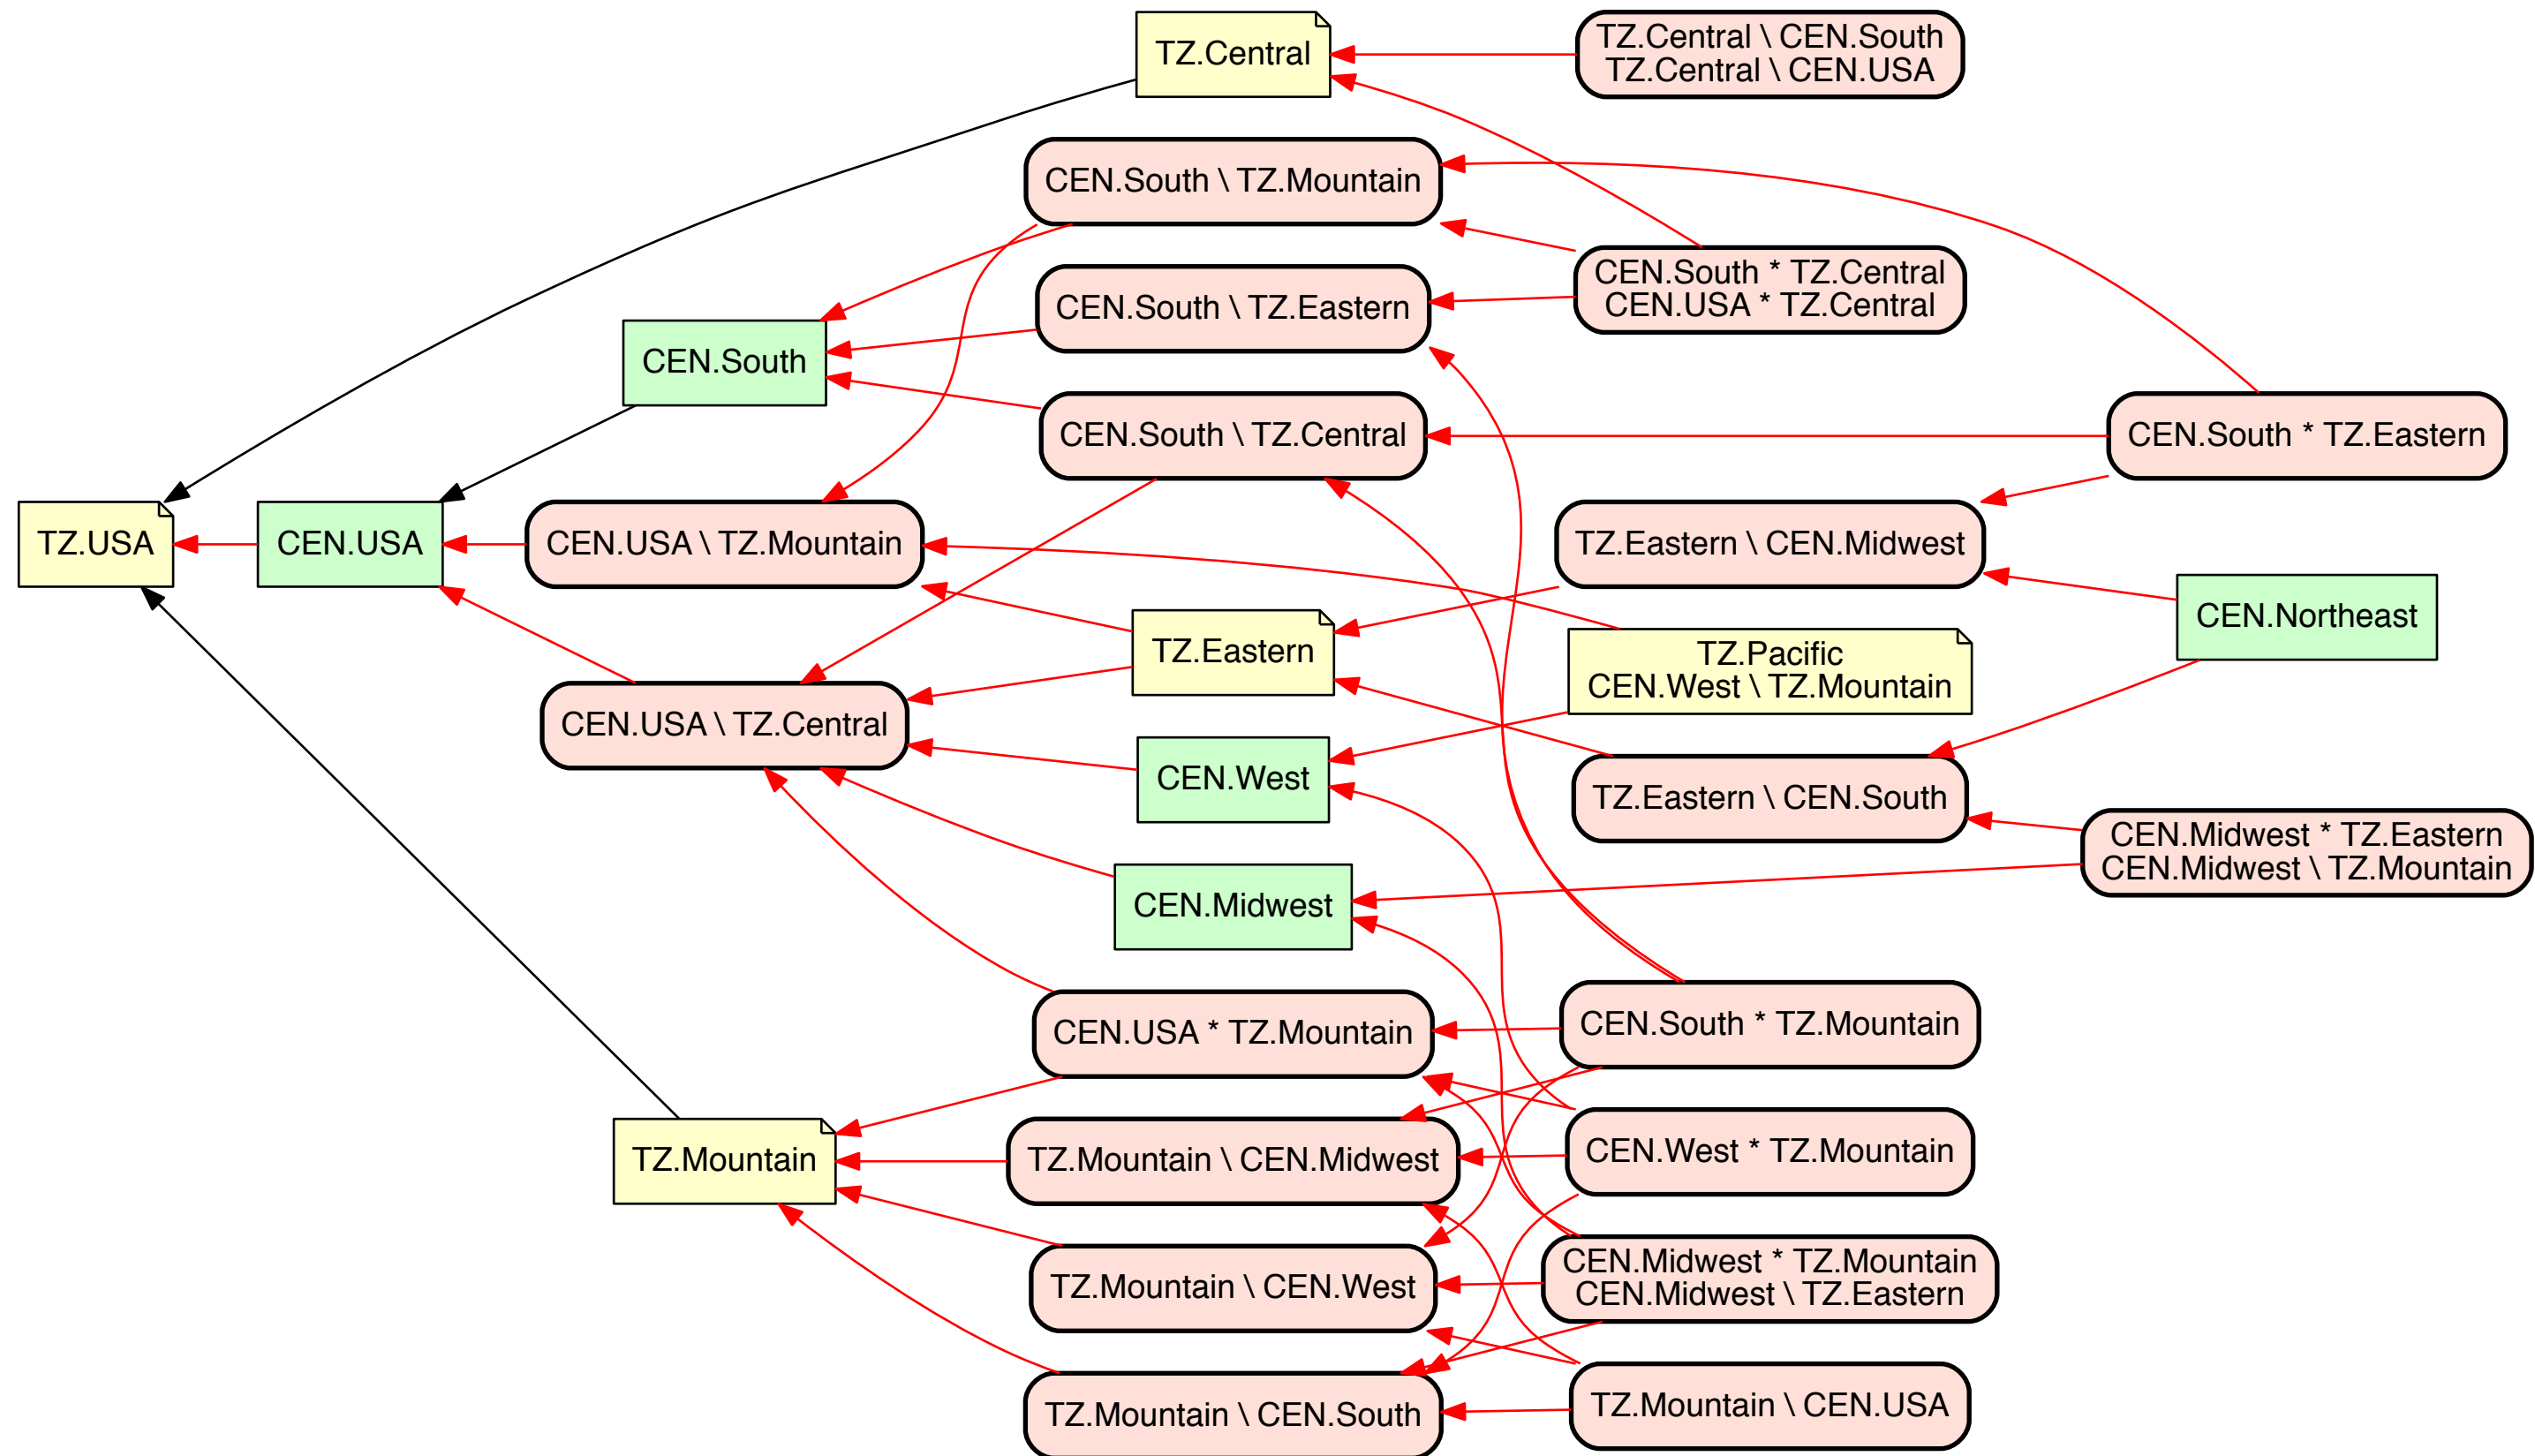 TZ.Central
TZ.Central \ CEN.South
TZ.Central \ CEN.USA
CEN.South \ TZ.Mountain
CEN.South * TZ.Central
CEN.USA * TZ.Central
CEN.South \ TZ.Eastern
CEN.South
CEN.South \ TZ.Central
CEN.South * TZ.Eastern
TZ.USA
CEN.USA
CEN.USA \ TZ.Mountain
TZ.Eastern \ CEN.Midwest
CEN.Northeast
TZ.Eastern
TZ.Pacific
CEN.West \ TZ.Mountain
CEN.USA \ TZ.Central
CEN.West
TZ.Eastern \ CEN.South
CEN.Midwest * TZ.Eastern
CEN.Midwest \ TZ.Mountain
CEN.Midwest
CEN.USA * TZ.Mountain
CEN.South * TZ.Mountain
TZ.Mountain
TZ.Mountain \ CEN.Midwest
CEN.West * TZ.Mountain
TZ.Mountain \ CEN.West
CEN.Midwest * TZ.Mountain
CEN.Midwest \ TZ.Eastern
TZ.Mountain \ CEN.South
TZ.Mountain \ CEN.USA